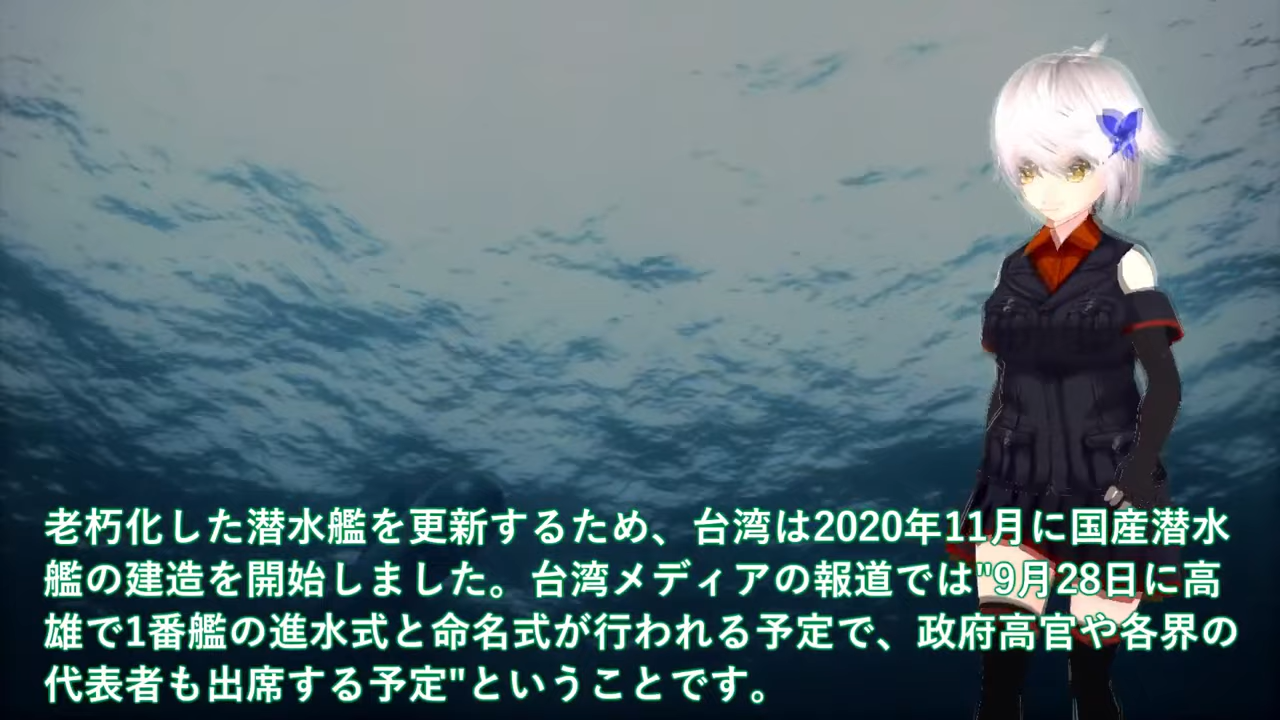 老朽化した潜水艦を更新するため、台湾は2020年11月に国産潜水
艦の建造を開始しました。台湾メディアの報道では"9月28日に高
雄で1番艦の進水式と命名式が行われる予定で、政府高官や各界の
代表者も出席する予定"ということです。